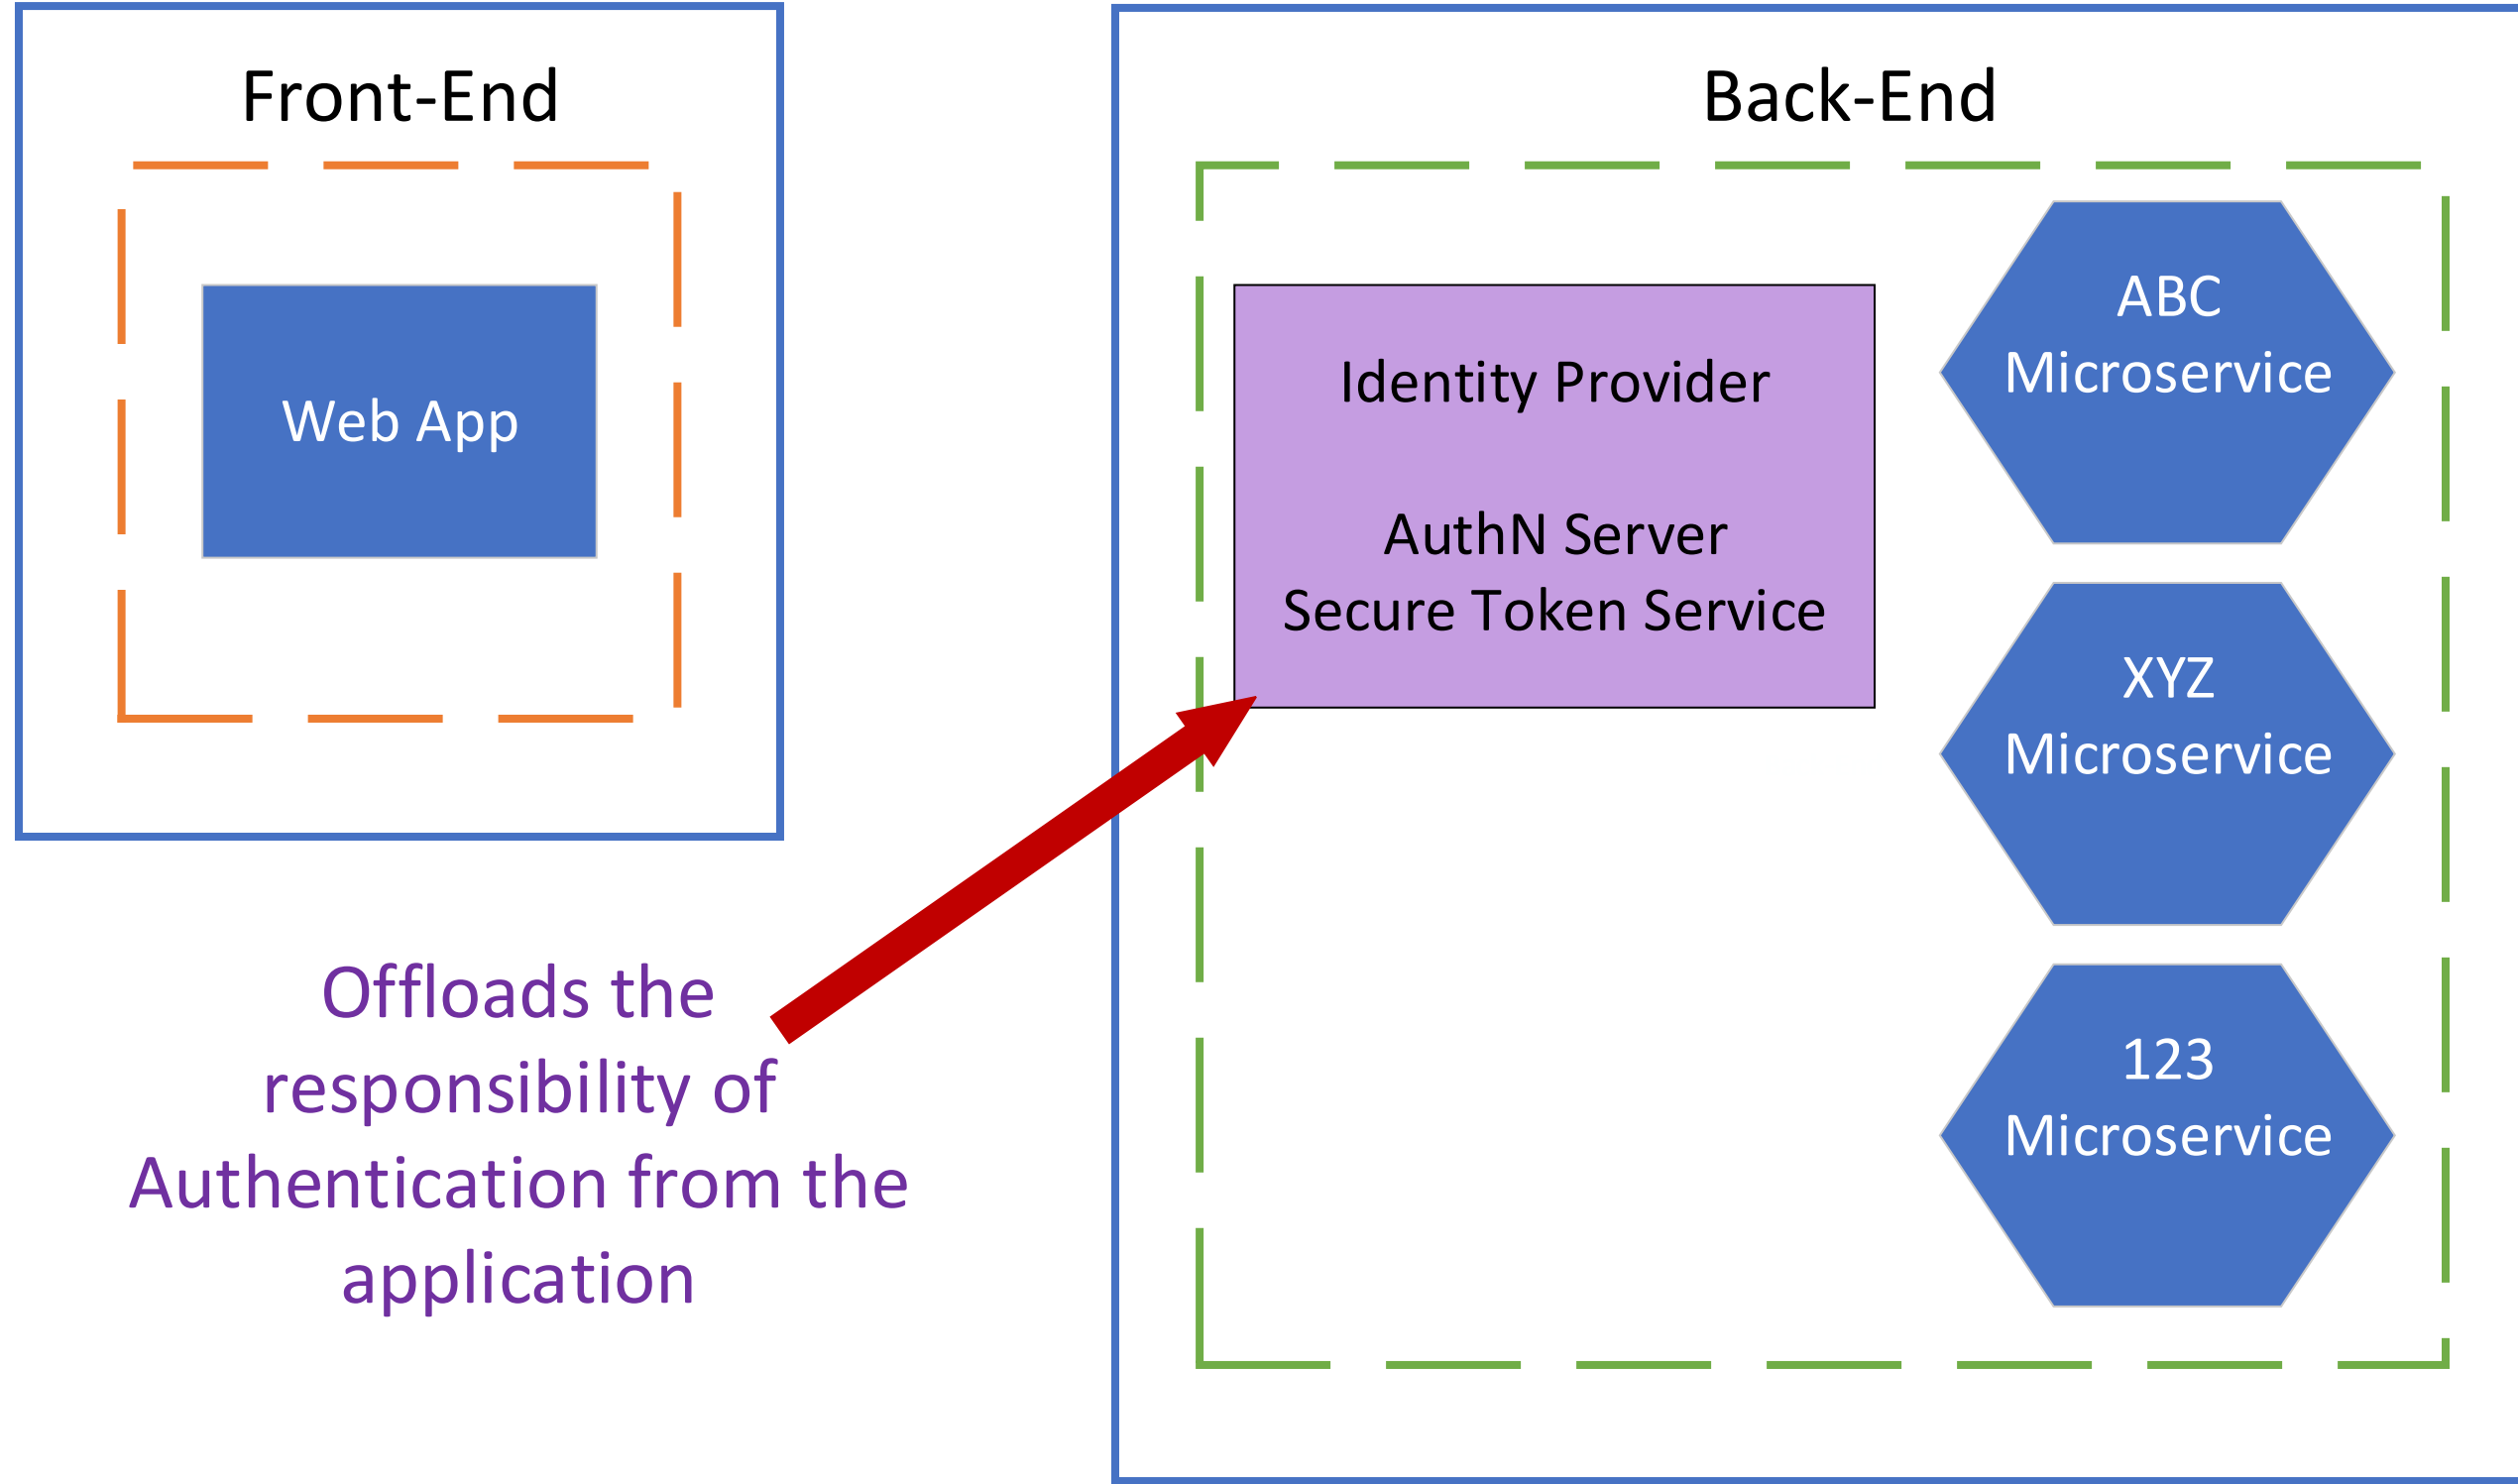 Front-End
Web App
Back-End
Identity Provider
AuthN Server
Secure Token Service
ABC
Microservice
XYZ
Microservice
123
Microservice
Offloads the
responsibility of
Authentication from the
application